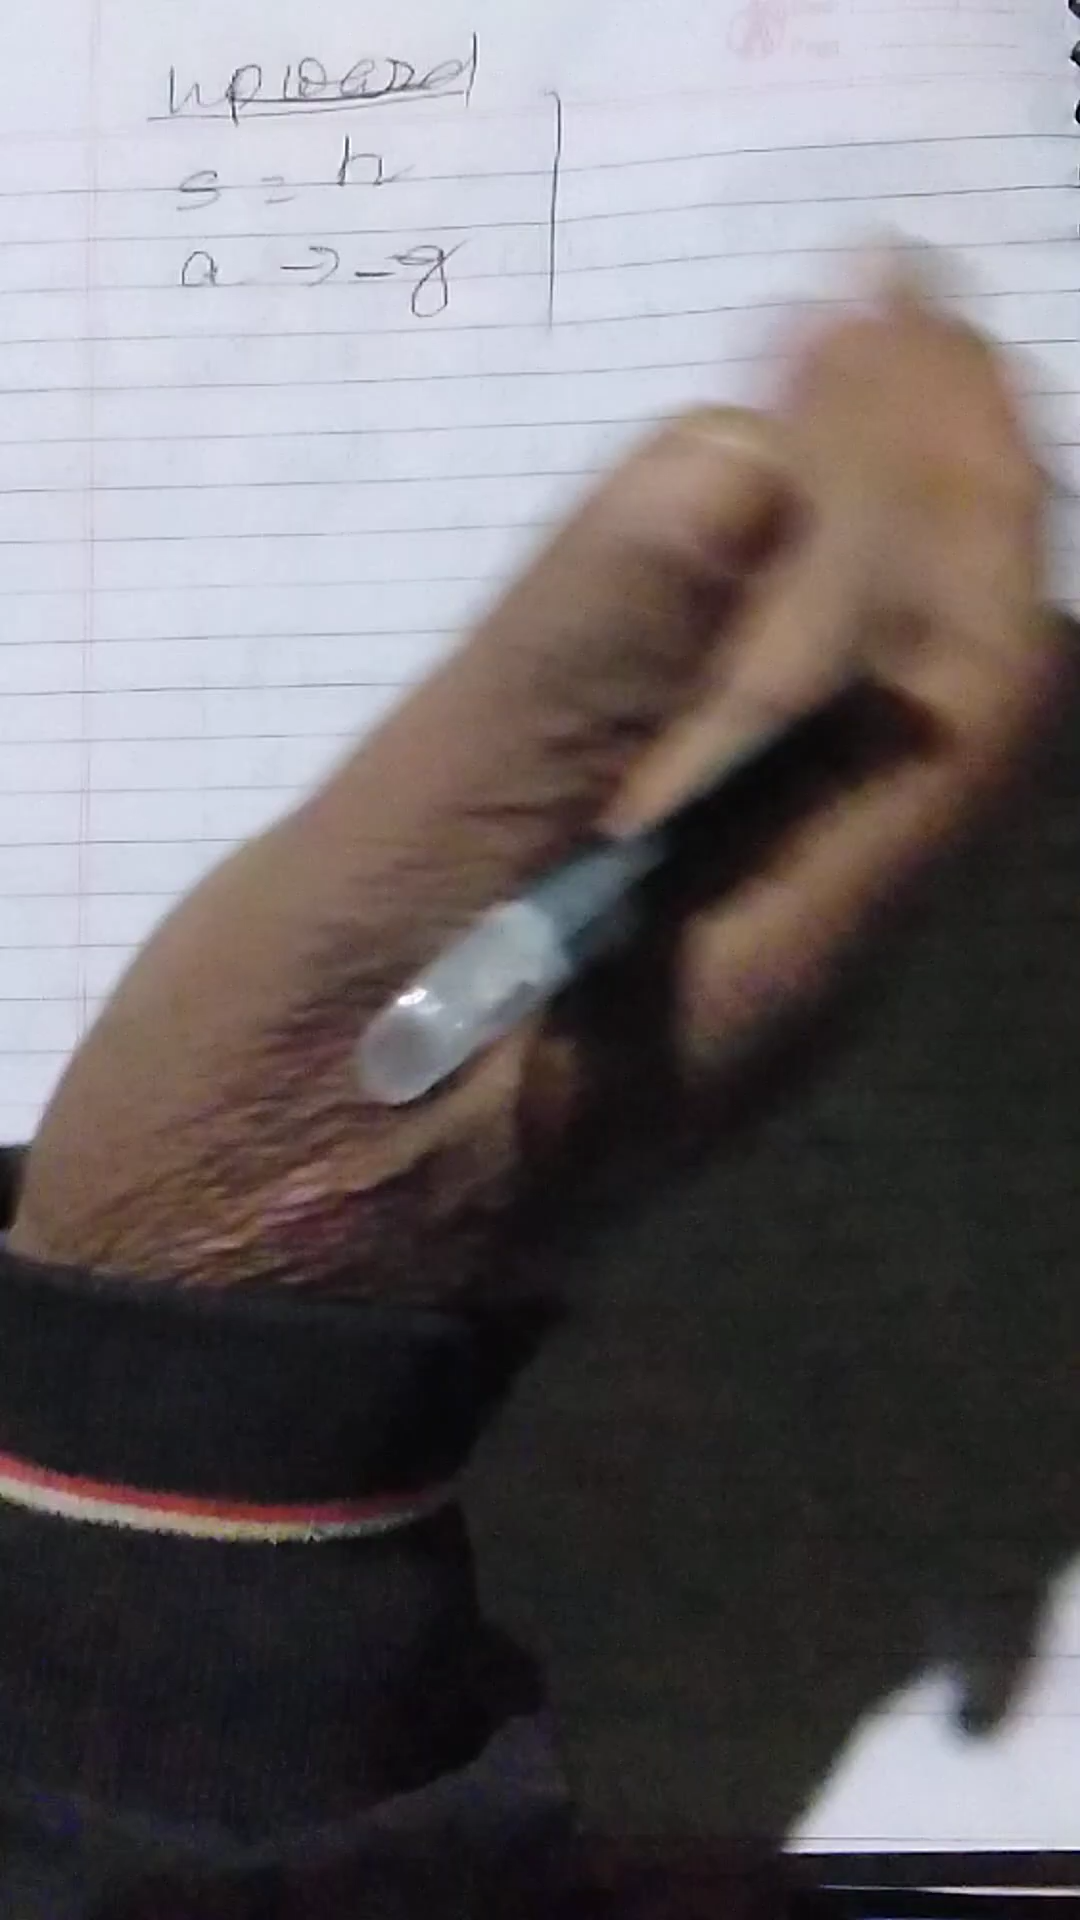 upward
s = h
a → -g